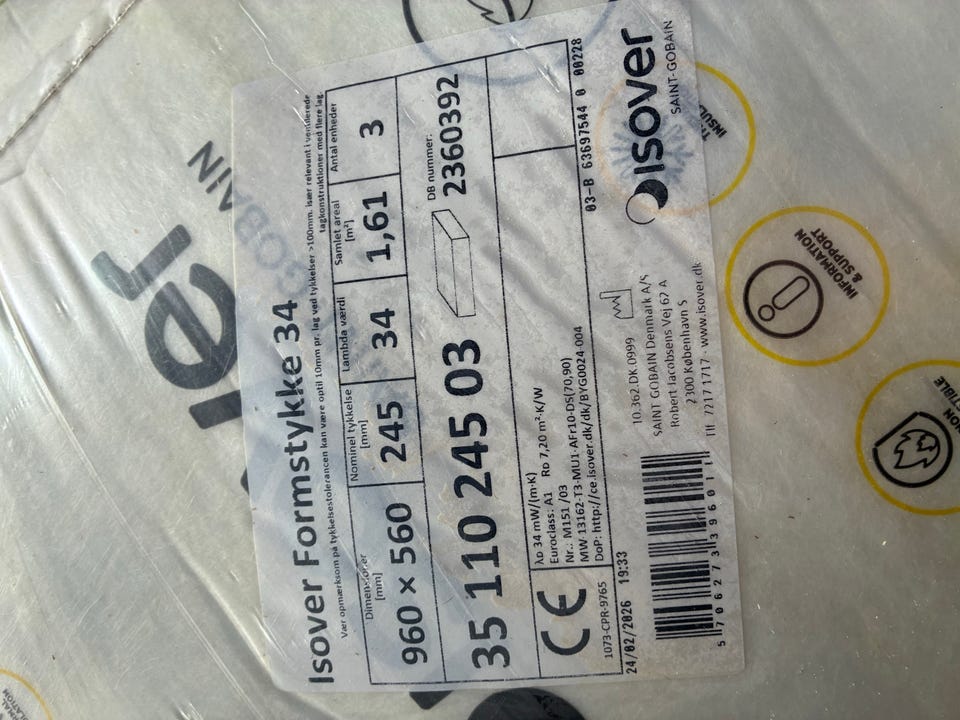 Isover Formstykke 34
Vær opmærksom på tykkelsestolerancen kan være optil 10mm pr. lag ved tykkelser >100mm. især relevant i ventilerede
tagkonstruktioner med flere lag.
Dimensioner [mm]
960 × 560
Nominel tykkelse [mm]
245
Lambda værdi
34
Samlet areal [m²]
1,61
Antal enheder
3
35 110 245 03
DB nummer:
2360392
CE
1073-CPR-9765
λD 34 mW/(m·K)
Euroclass: A1 RD 7,20 m²·K/W
Nr.: M151 /03
MW 13162-T3-MU1-AFr10-DS(70,90)
DoP: http://ce.isover.dk/dk/BYG0024-004
24/02/2026 19:33
03-B 63697544 0 00228
5 706273 139601
10.362.DK.0999
SAINT GOBAIN Denmark A/S
Robert Jacobsens Vej 62 A
2300 København S
Tlf 72171717 - www.isover.dk
isover
SAINT-GOBAIN
INFORMATION
& SUPPORT